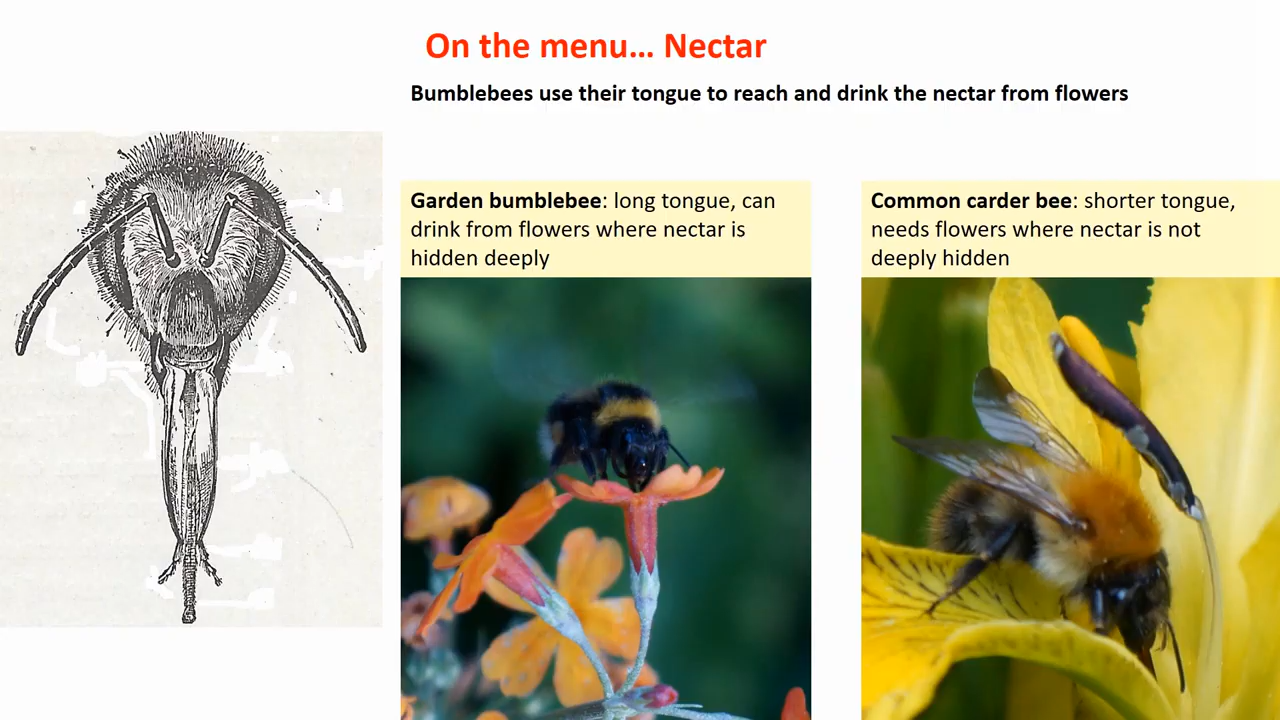 On the menu... Nectar
Bumblebees use their tongue to reach and drink the nectar from flowers
Garden bumblebee: long tongue, can
drink from flowers where nectar is
hidden deeply
Common carder bee: shorter tongue,
needs flowers where nectar is not
deeply hidden